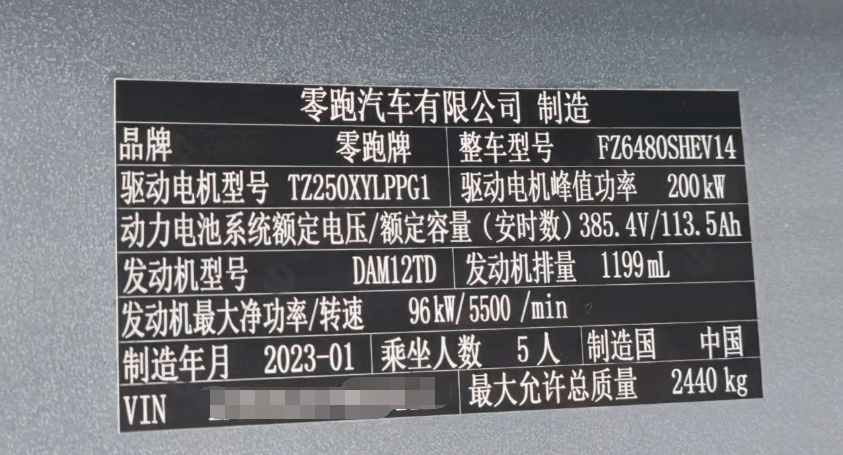 零跑汽车有限公司 制造
品牌 零跑牌 整车型号 FZ6480SHEV14
驱动电机型号 TZ250XYLPPG1 驱动电机峰值功率 200kW
动力电池系统额定电压/额定容量(安时数)385.4V/113.5Ah
发动机型号 DAM12TD 发动机排量 1199mL
发动机最大净功率/转速 96kW/5500 /min
制造年月 2023-01 乘坐人数 5人 制造国 中国
VIN 最大允许总质量 2440 kg